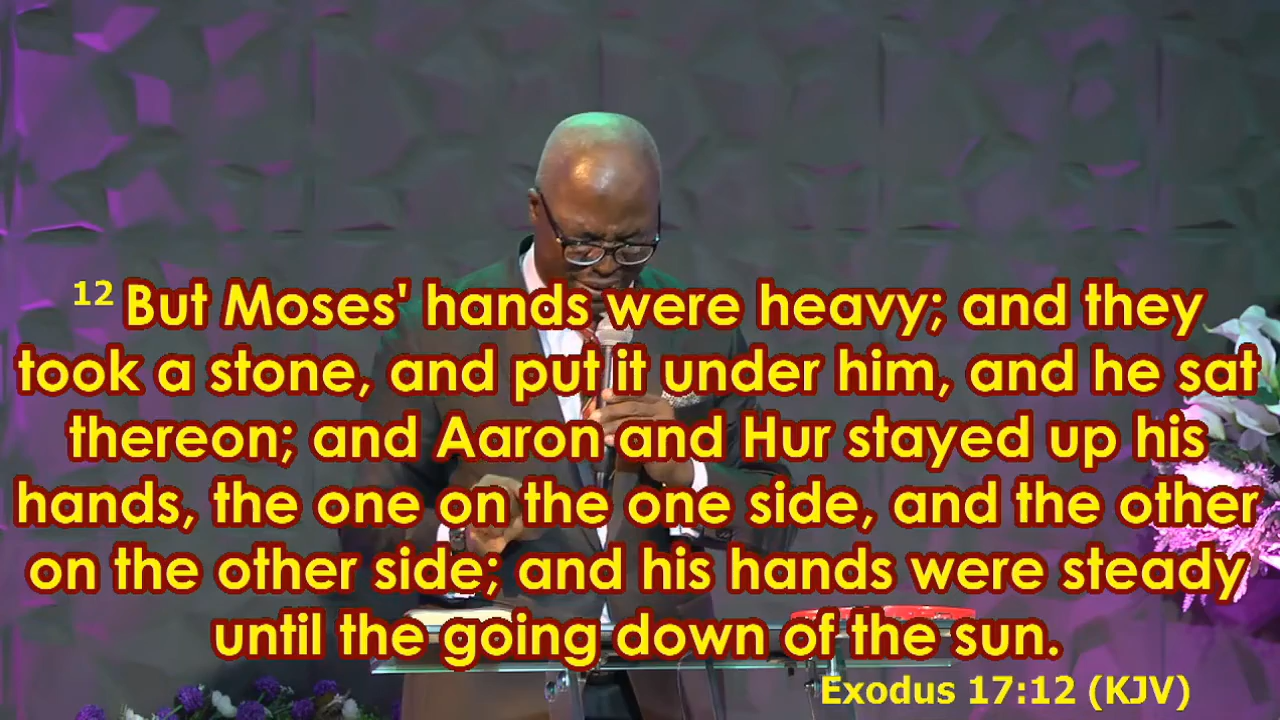 12 But Moses' hands were heavy; and they
took a stone, and put it under him, and he sat
thereon; and Aaron and Hur stayed up his
hands, the one on the one side, and the other
on the other side; and his hands were steady
until the going down of the sun.
Exodus 17:12 (KJV)